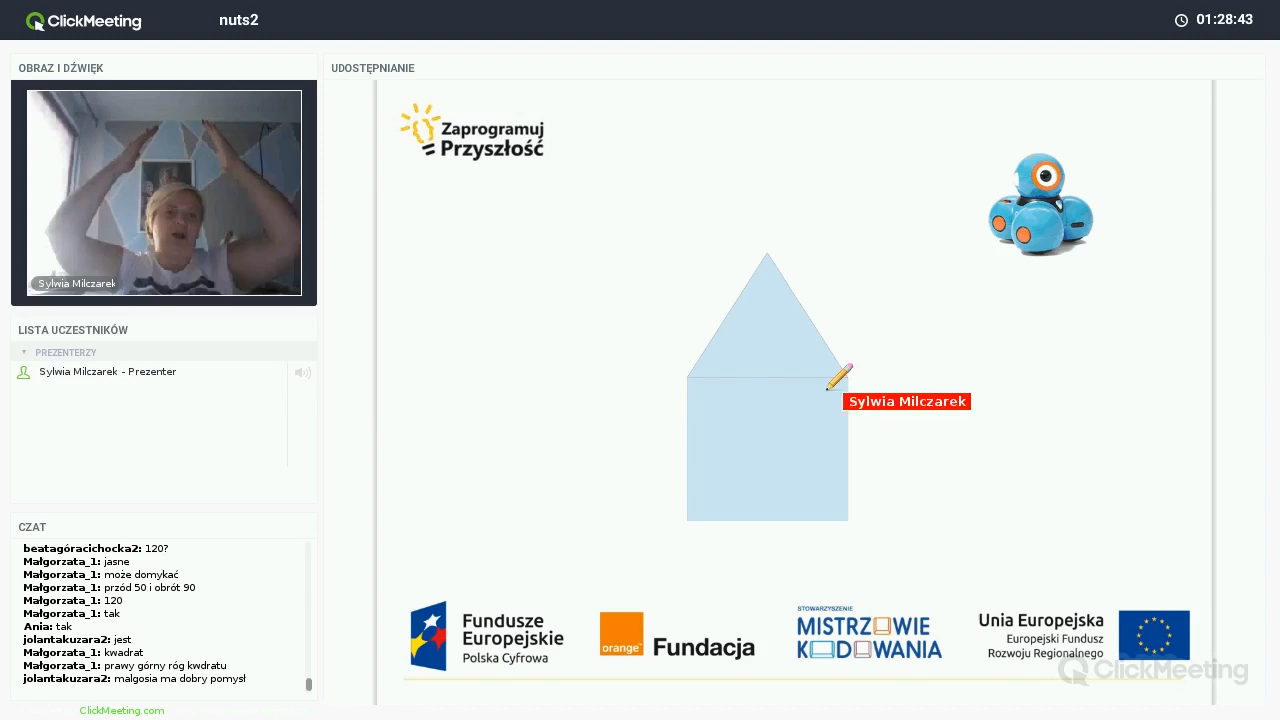 ClickMeeting
nuts2
01:28:43
OBRAZ I DŹWIĘK
UDOSTĘPNIANIE
Sylwia Milczarek
LISTA UCZESTNIKÓW
PREZENTERZY
Sylwia Milczarek - Prezenter
CZAT
beatagóracichocka2: 120?
Małgorzata_1: jasne
Małgorzata_1: może domykać
Małgorzata_1: przód 50 i obrót 90
Małgorzata_1: 120
Małgorzata_1: tak
Ania: tak
jolantakuzara2: jest
Małgorzata_1: kwadrat
Małgorzata_1: prawy górny róg kwdratu
jolantakuzara2: malgosia ma dobry pomysł
ClickMeeting.com
Zaprogramuj
Przyszłość
Sylwia Milczarek
Fundusze
Europejskie
Polska Cyfrowa
orange™
Fundacja
STOWARZYSZENIE
MISTRZOWIE
KODOWANIA
Unia Europejska
Europejski Fundusz
Rozwoju Regionalnego
ClickMeeting